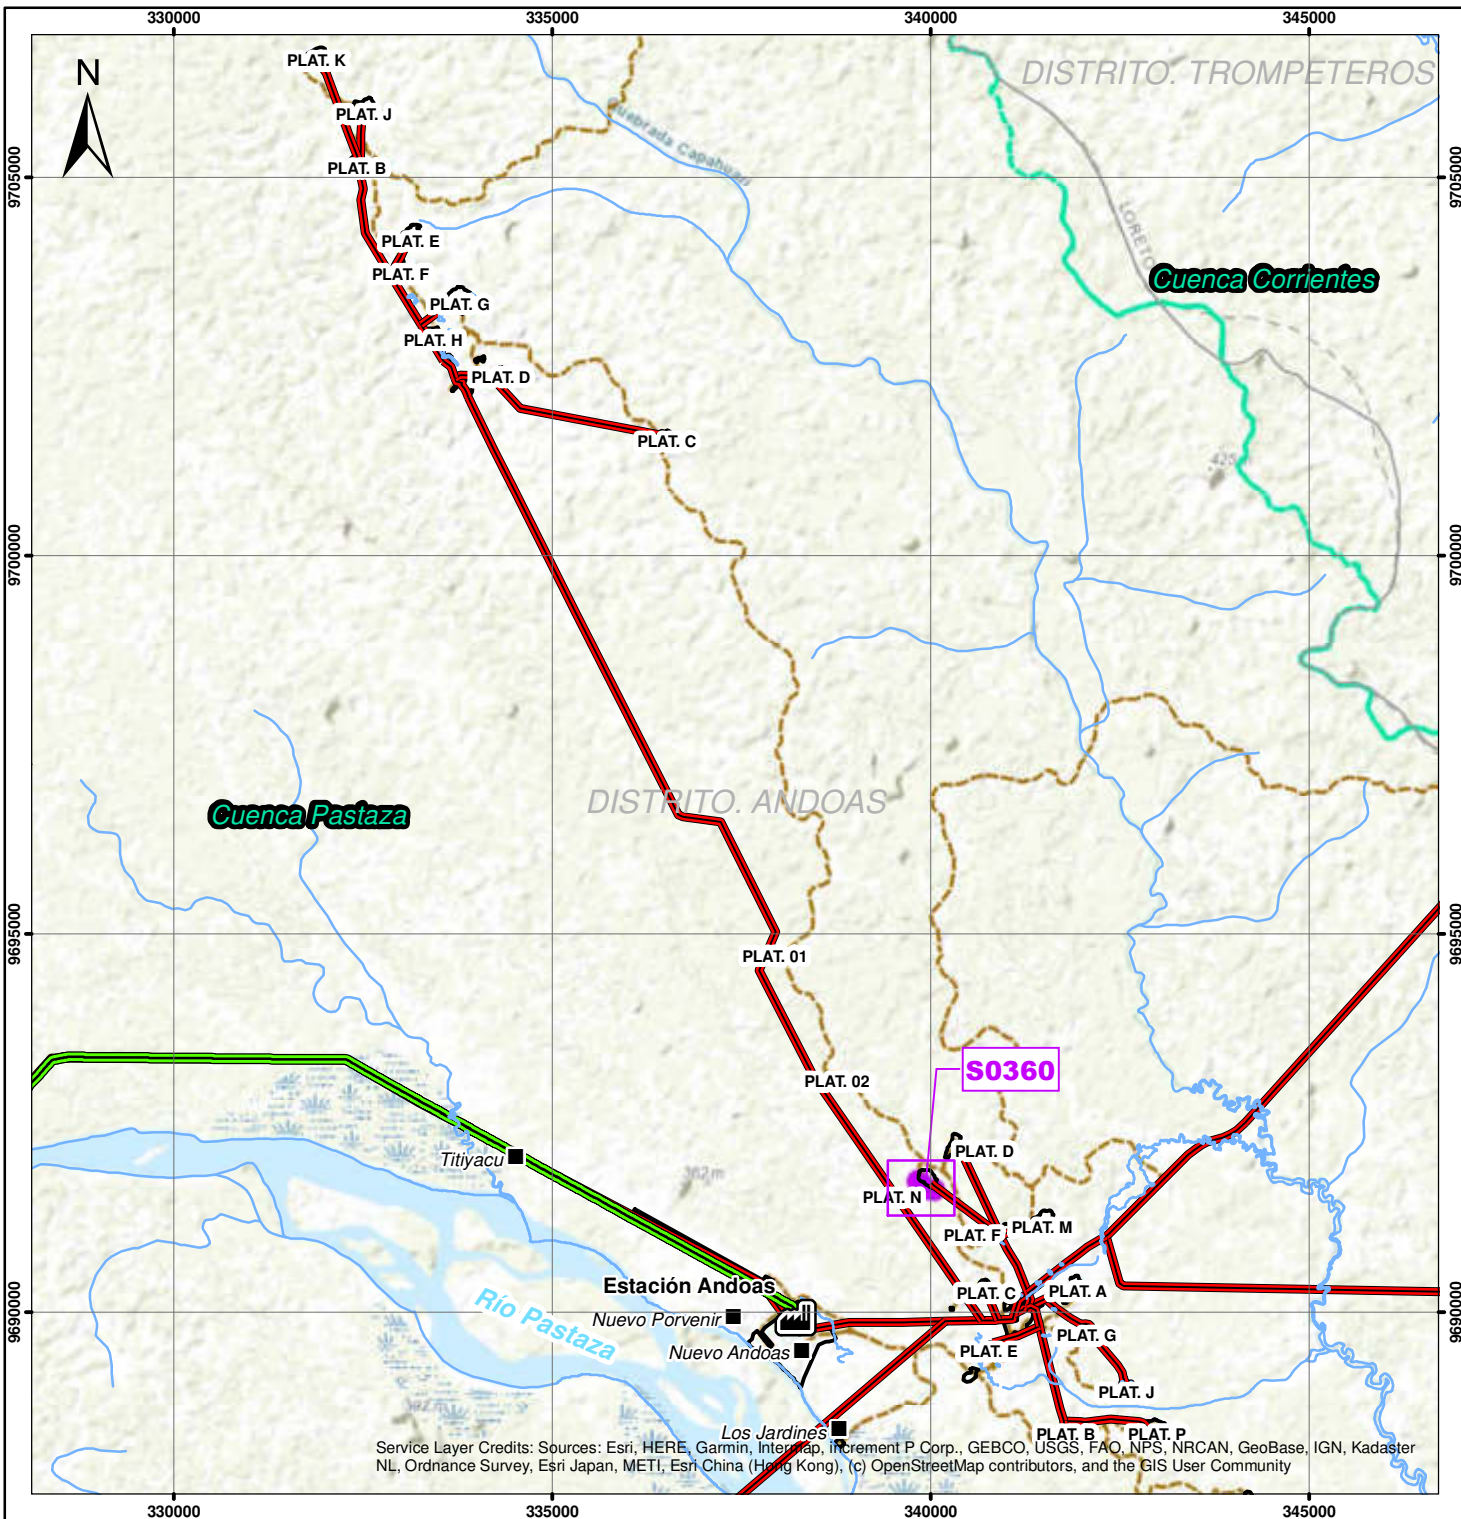 330000
335000
340000
345000
PLAT. K
DISTRITO. TROMPETEROS
N
PLAT. J
Quebrada Capahuari
PLAT. B
9705000
9705000
LORETO
PLAT. E
PLAT. F
Cuenca Corrientes
PLAT. G
PLAT. H
PLAT. D
PLAT. C
425
9700000
9700000
DISTRITO. ANDOAS
Cuenca Pastaza
9695000
9695000
PLAT. 01
S0360
PLAT. 02
PLAT. D
Titiyacu
362m
PLAT. N
PLAT. M
PLAT. F
Estación Andoas
PLAT. C
PLAT. A
Río Pastaza
Nuevo Porvenir
9690000
9690000
PLAT. G
Nuevo Andoas
PLAT. E
PLAT. J
Los Jardines
PLAT. B
PLAT. P
Service Layer Credits: Sources: Esri, HERE, Garmin, Intermap, increment P Corp., GEBCO, USGS, FAO, NPS, NRCAN, GeoBase, IGN, Kadaster
NL, Ordnance Survey, Esri Japan, METI, Esri China (Hong Kong), (c) OpenStreetMap contributors, and the GIS User Community
330000
335000
340000
345000